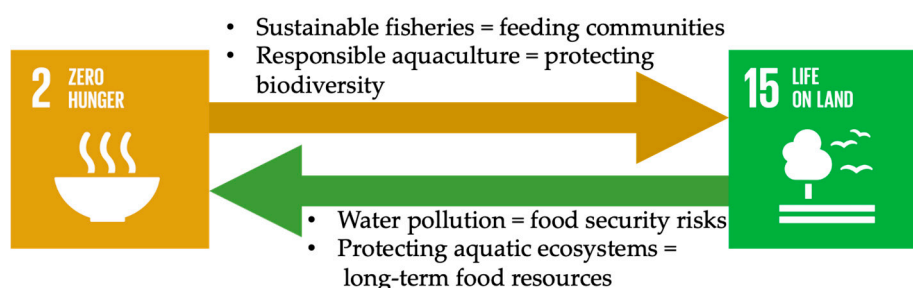 • Sustainable fisheries = feeding communities
• Responsible aquaculture = protecting
biodiversity
2 ZERO
HUNGER
15 LIFE
ON LAND
• Water pollution = food security risks
• Protecting aquatic ecosystems =
long-term food resources